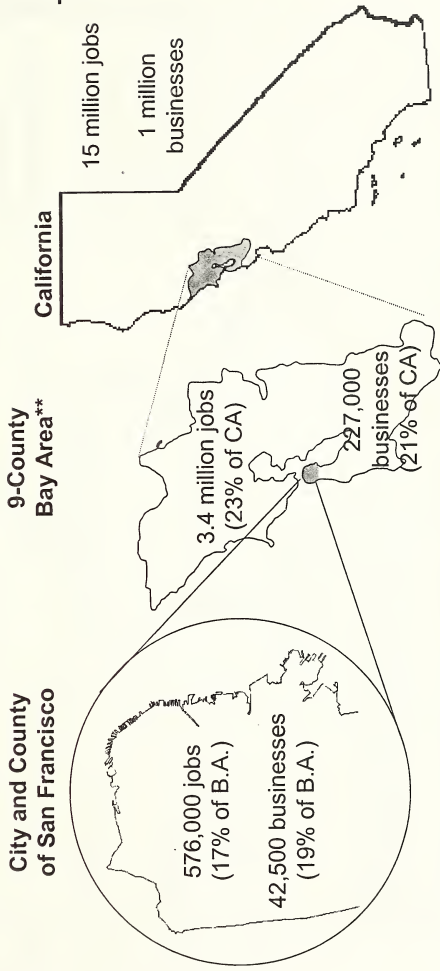 City and County
of San Francisco
576,000 jobs
(17% of B.A.)
42,500 businesses
(19% of B.A.)
9-County
Bay Area**
3.4 million jobs
(23% of CA)
227,000
businesses
(21% of CA)
California
15 million jobs
1 million
businesses